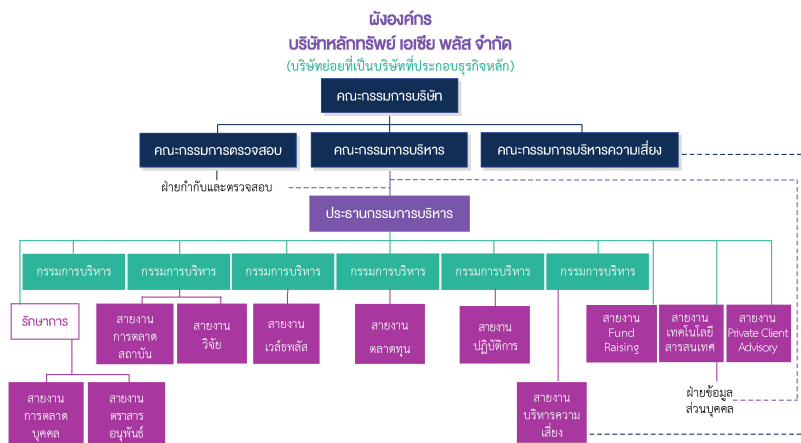 ผังองค์กร
บริษัทหลักทรัพย์ เอเซีย พลัส จำกัด
(บริษัทย่อยที่เป็นบริษัทที่ประกอบธุรกิจหลัก)
คณะกรรมการบริษัท
คณะกรรมการตรวจสอบ
คณะกรรมการบริหาร
คณะกรรมการบริหารความเสี่ยง
ฝ่ายกำกับและตรวจสอบ
ประธานกรรมการบริหาร
กรรมการบริหาร
กรรมการบริหาร
กรรมการบริหาร
กรรมการบริหาร
กรรมการบริหาร
กรรมการบริหาร
รักษาการ
สายงาน
การตลาด
สถาบัน
สายงาน
วิจัย
สายงาน
เวล์ธพลัส
สายงาน
ตลาดทุน
สายงาน
ปฏิบัติการ
สายงาน
Fund
Raising
สายงาน
เทคโนโลยี
สารสนเทศ
สายงาน
Private Client
Advisory
สายงาน
การตลาด
บุคคล
สายงาน
ตราสาร
อนุพันธ์
สายงาน
บริหารความ
เสี่ยง
ฝ่ายข้อมูล
ส่วนบุคคล